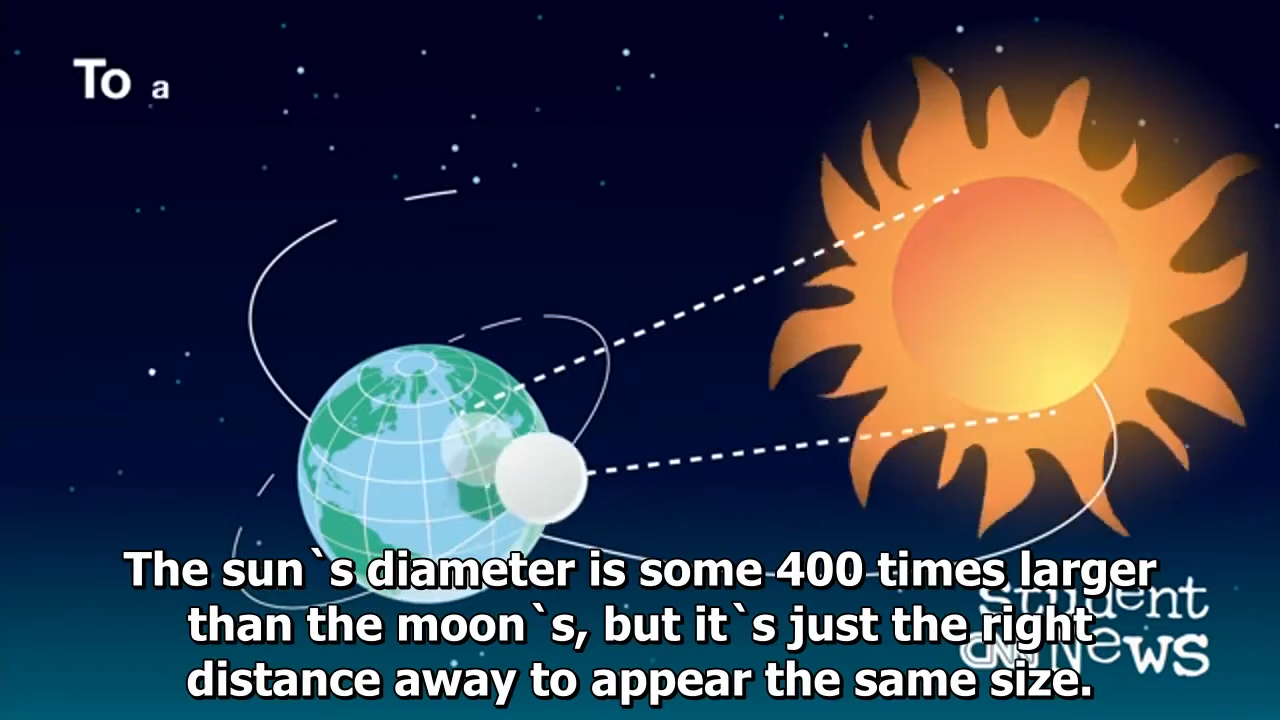 To a
The sun`s diameter is some 400 times larger
than the moon`s, but it`s just the right
distance away to appear the same size.
Student
CNN News